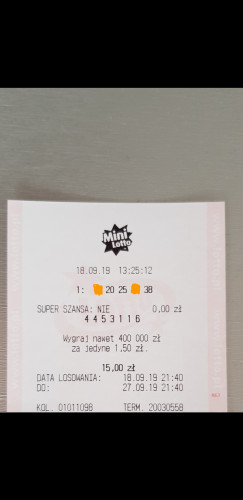 Mini
Lotto
18.09.19 13:25:12
1: 20 25 38
SUPER SZANSA: NIE 0,00 zł
4453116
Wygraj nawet 400 000 zł
za jedyne 1,50 zł.
15,00 zł
DATA LOSOWANIA: 18.09.19 21:40
DO: 27.09.19 21:40
KOL. 01011098 TERM. 20030558